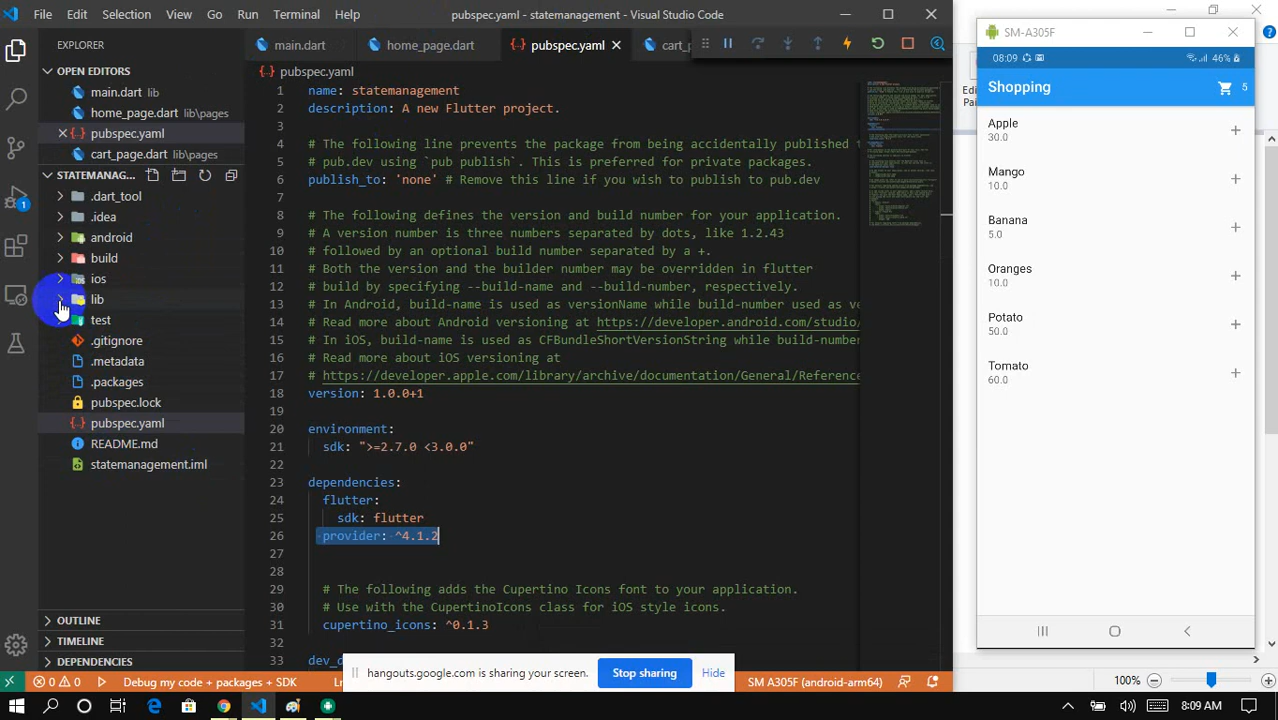 File Edit Selection View Go Run Terminal Help pubspec.yaml - statemanagement - Visual Studio Code
EXPLORER
main.dart home_page.dart pubspec.yaml
OPEN EDITORS
main.dart lib
home_page.dart lib\pages
pubspec.yaml
cart_page.dart lib\pages
STATEMANAG...
.dart_tool
.idea
android
build
ios
lib
test
.gitignore
.metadata
.packages
pubspec.lock
pubspec.yaml
README.md
statemanagement.iml
OUTLINE
TIMELINE
DEPENDENCIES
1
pubspec.yaml
1 name: statemanagement
2 description: A new Flutter project.
3
4 # The following line prevents the package from being accidentally published t
5 # pub.dev using `pub publish`. This is preferred for private packages.
6 publish_to: 'none' # Remove this line if you wish to publish to pub.dev
7
8 # The following defines the version and build number for your application.
9 # A version number is three numbers separated by dots, like 1.2.43
10 # followed by an optional build number separated by a +.
11 # Both the version and the builder number may be overridden in flutter
12 # build by specifying --build-name and --build-number, respectively.
13 # In Android, build-name is used as versionName while build-number used as ve
14 # Read more about Android versioning at https://developer.android.com/studio/
15 # In iOS, build-name is used as CFBundleShortVersionString while build-number
16 # Read more about iOS versioning at
17 # https://developer.apple.com/library/archive/documentation/General/Reference
18 version: 1.0.0+1
19
20 environment:
21 sdk: ">=2.7.0 <3.0.0"
22
23 dependencies:
24 flutter:
25 sdk: flutter
26 provider: ^4.1.2
27
28
29 # The following adds the Cupertino Icons font to your application.
30 # Use with the CupertinoIcons class for iOS style icons.
31 cupertino_icons: ^0.1.3
32
33
hangouts.google.com is sharing your screen. Stop sharing Hide
0 0 Debug my code + packages + SDK SM A305F (android-arm64)
SM-A305F
08:09 46%
Shopping 5
Apple
30.0
Mango
10.0
Banana
5.0
Oranges
10.0
Potato
50.0
Tomato
60.0
100%
8:09 AM